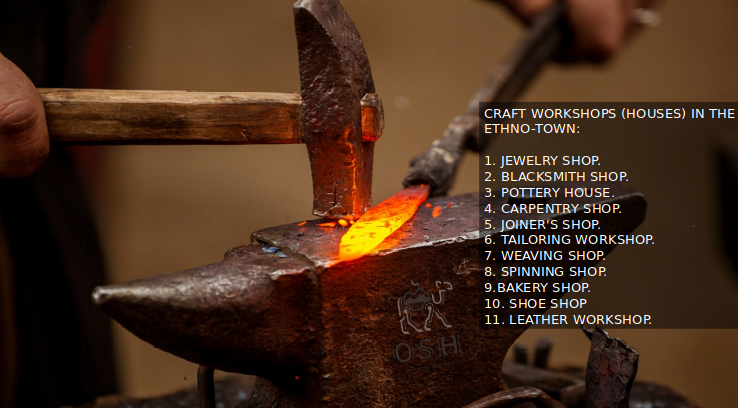 CRAFT WORKSHOPS (HOUSES) IN THE
ETHNO-TOWN:
1. JEWELRY SHOP.
2. BLACKSMITH SHOP.
3. POTTERY HOUSE.
4. CARPENTRY SHOP.
5. JOINER'S SHOP.
6. TAILORING WORKSHOP.
7. WEAVING SHOP.
8. SPINNING SHOP.
9.BAKERY SHOP.
10. SHOE SHOP
11. LEATHER WORKSHOP.
OSH